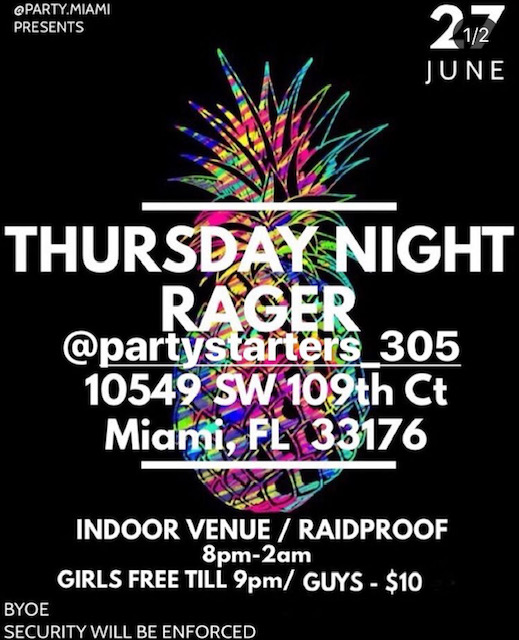 @PARTY.MIAMI
PRESENTS
27
1/2
JUNE
THURSDAY NIGHT
RAGER
@partystarters_305
10549 SW 109th Ct
Miami, FL 33176
INDOOR VENUE / RAIDPROOF
8pm-2am
GIRLS FREE TILL 9pm/ GUYS - $10
BYOE
SECURITY WILL BE ENFORCED